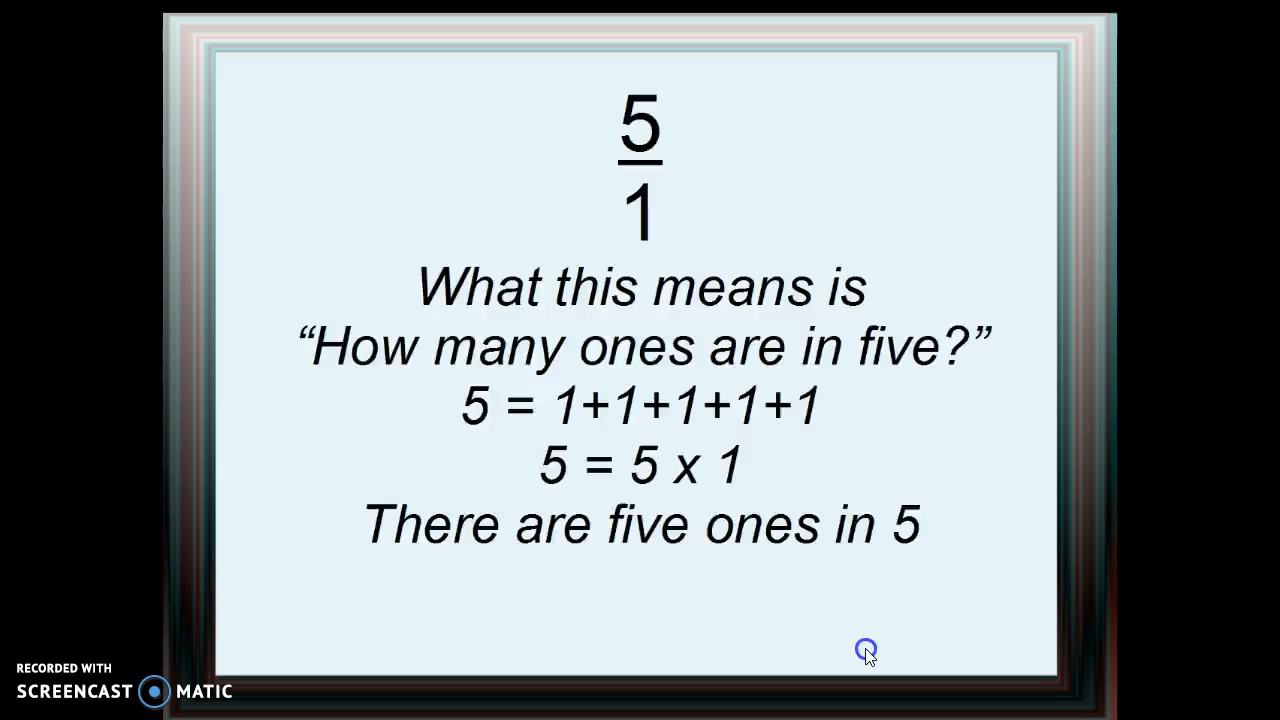 5
1
What this means is
“How many ones are in five?”
5 = 1+1+1+1+1
5 = 5 x 1
There are five ones in 5
RECORDED WITH
SCREENCAST MATIC